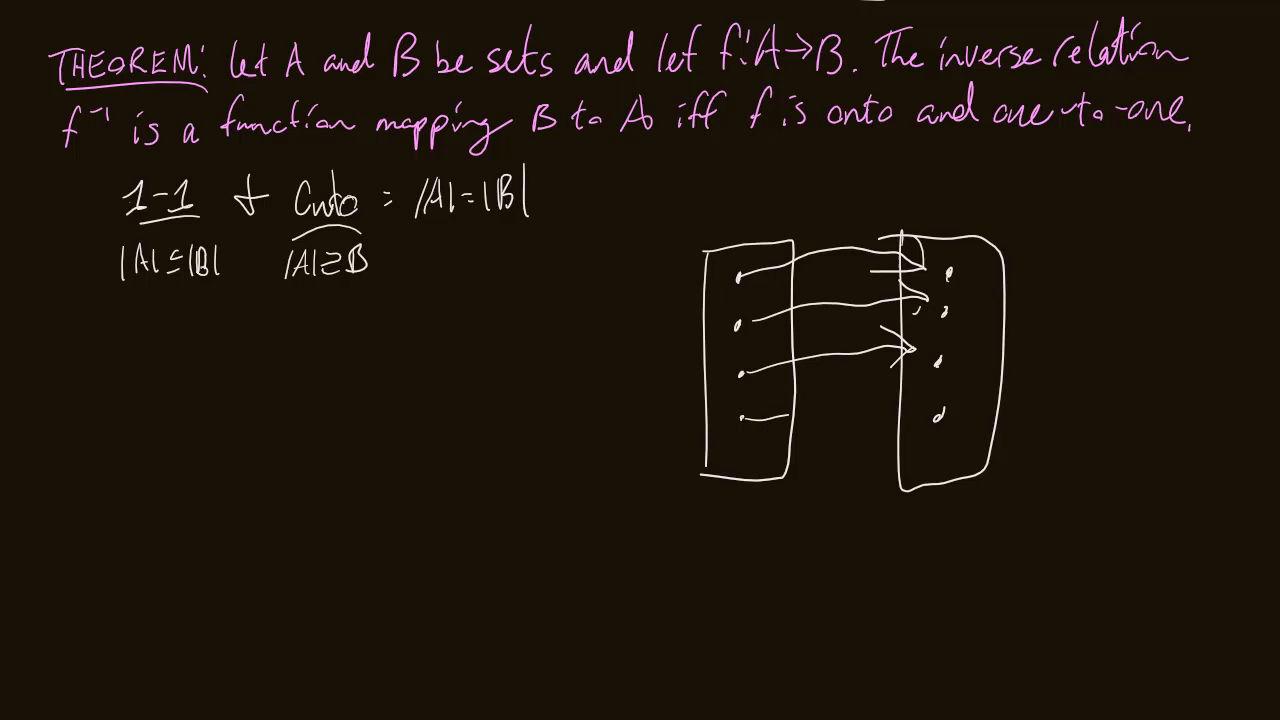 THEOREM: Let A and B be sets and let f: A→B. The inverse relation
f⁻¹ is a function mapping B to A iff f is onto and one-to-one.
1-1 + Onto = |A|=|B|
|A|≤|B| |A|≥B